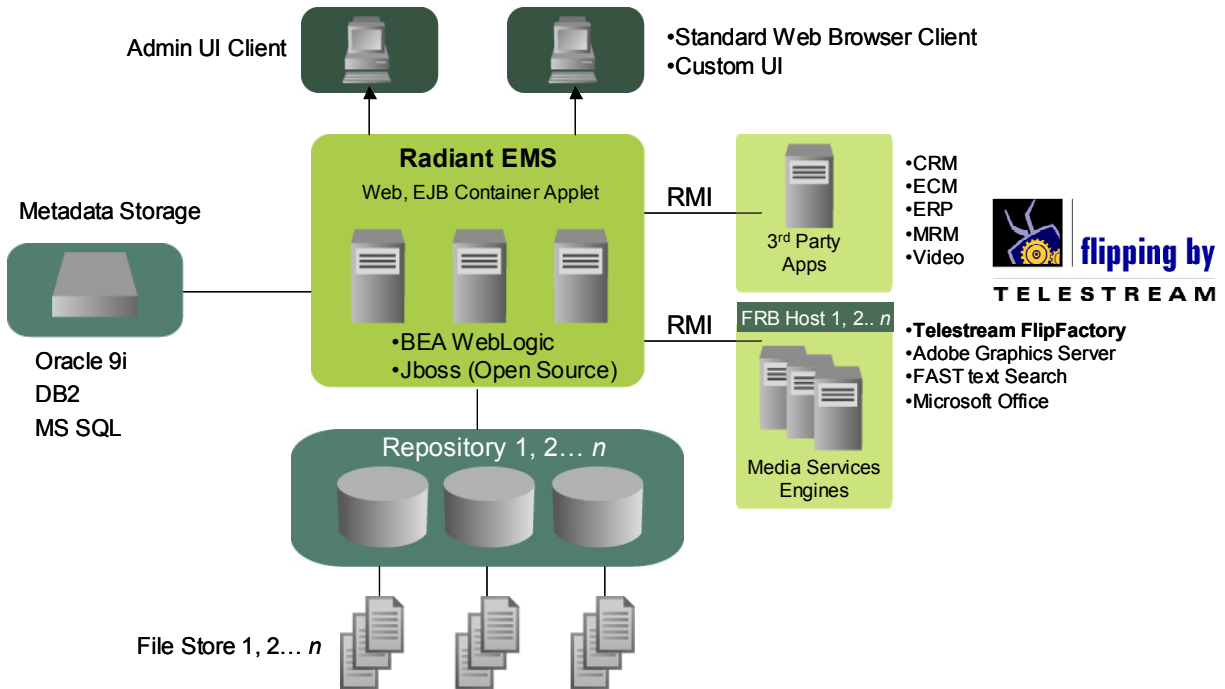 Admin UI Client
•Standard Web Browser Client
•Custom UI
Radiant EMS
Web, EJB Container Applet
•BEA WebLogic
•Jboss (Open Source)
Metadata Storage
Oracle 9i
DB2
MS SQL
RMI
3rd Party
Apps
•CRM
•ECM
•ERP
•MRM
•Video
flipping by
TELESTREAM
RMI
FRB Host 1, 2.. n
Media Services
Engines
•Telestream FlipFactory
•Adobe Graphics Server
•FAST text Search
•Microsoft Office
Repository 1, 2… n
File Store 1, 2… n